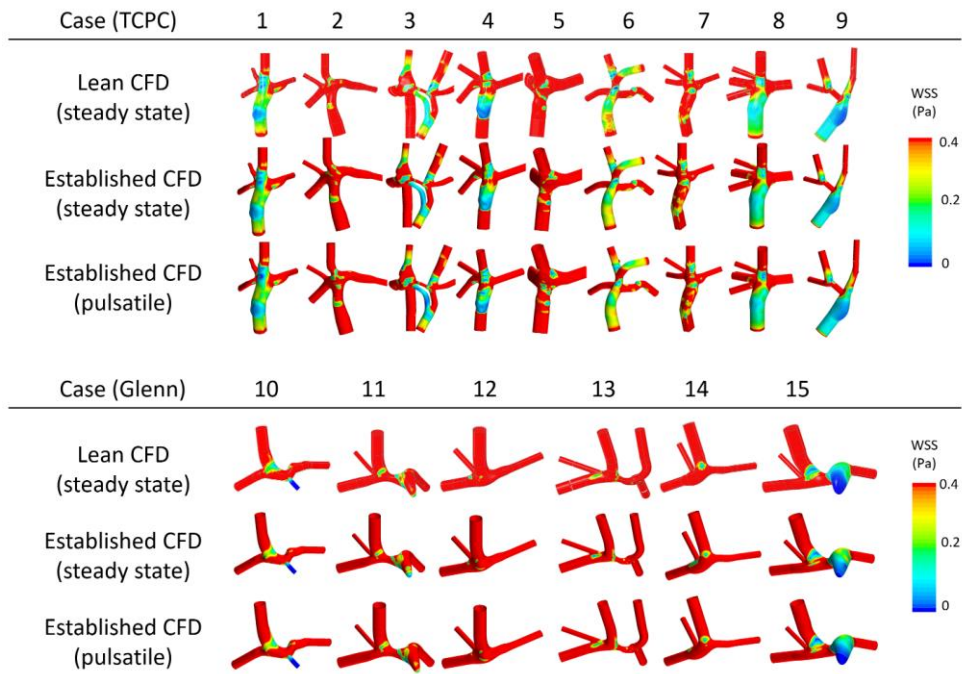 Case (TCPC) 1 2 3 4 5 6 7 8 9
Lean CFD
(steady state)
WSS
(Pa)
0.4
Established CFD
(steady state)
0.2
0
Established CFD
(pulsatile)
Case (Glenn) 10 11 12 13 14 15
Lean CFD
(steady state)
WSS
(Pa)
0.4
Established CFD
(steady state)
0.2
0
Established CFD
(pulsatile)